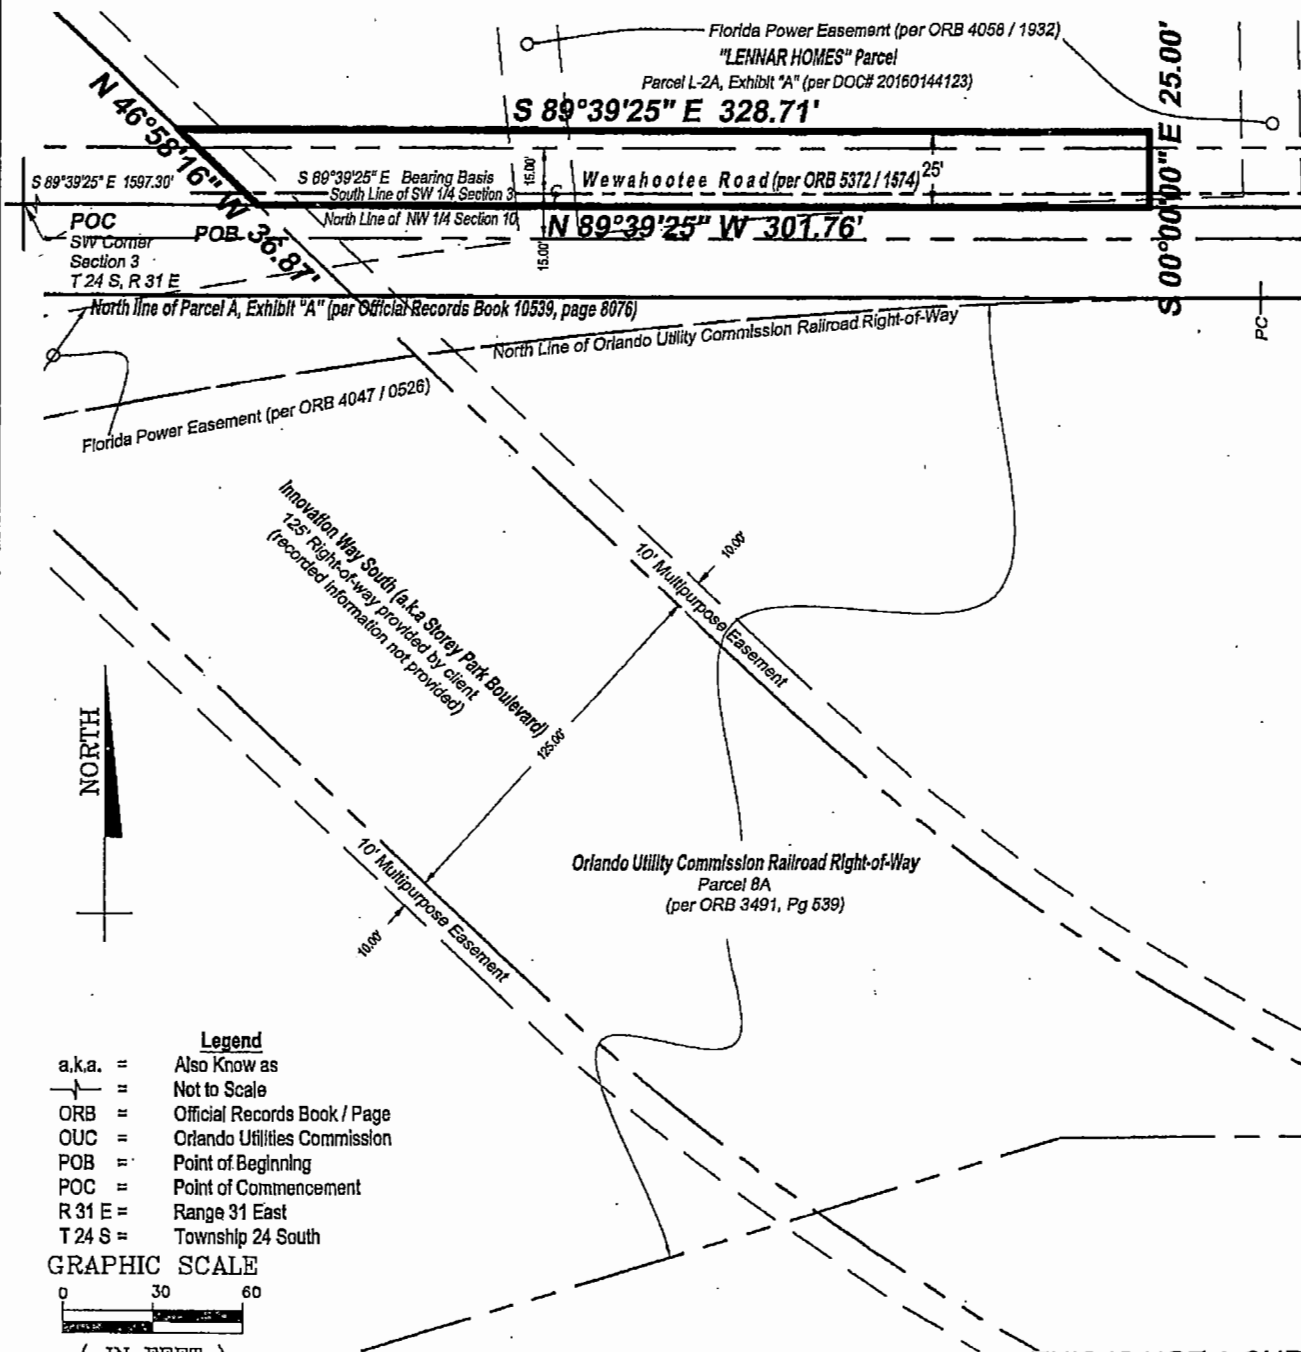 Florida Power Easement (per ORB 4058 / 1932)
"LENNAR HOMES" Parcel
Parcel L-2A, Exhibit "A" (per DOC# 20160144123)
S 89°39'25" E 328.71'
S 00°00'00" E 25.00'
N 46°58'16" W 36.87'
S 89°39'25" E 1597.30'
S 89°39'25" E Bearing Basis
South Line of SW 1/4 Section 3
North Line of NW 1/4 Section 10
15.00'
15.00'
Wewahootee Road (per ORB 5372 / 1574)
25'
POC
SW Corner
Section 3
T 24 S, R 31 E
POB
N 89°39'25" W 301.76'
North line of Parcel A, Exhibit "A" (per Official Records Book 10539, page 8076)
PC
North Line of Orlando Utility Commission Railroad Right-of-Way
Florida Power Easement (per ORB 4047 / 0526)
Innovation Way South (a.k.a Storey Park Boulevard)
125' Right-of-way provided by client
(recorded information not provided)
10.00'
10' Multipurpose Easement
125.00'
NORTH
10' Multipurpose Easement
10.00'
Orlando Utility Commission Railroad Right-of-Way
Parcel 8A
(per ORB 3491, Pg 539)
Legend
a.k.a. = Also Know as
= Not to Scale
ORB = Official Records Book / Page
OUC = Orlando Utilities Commission
POB = Point of Beginning
POC = Point of Commencement
R 31 E = Range 31 East
T 24 S = Township 24 South
GRAPHIC SCALE
0 30 60
( IN FEET )